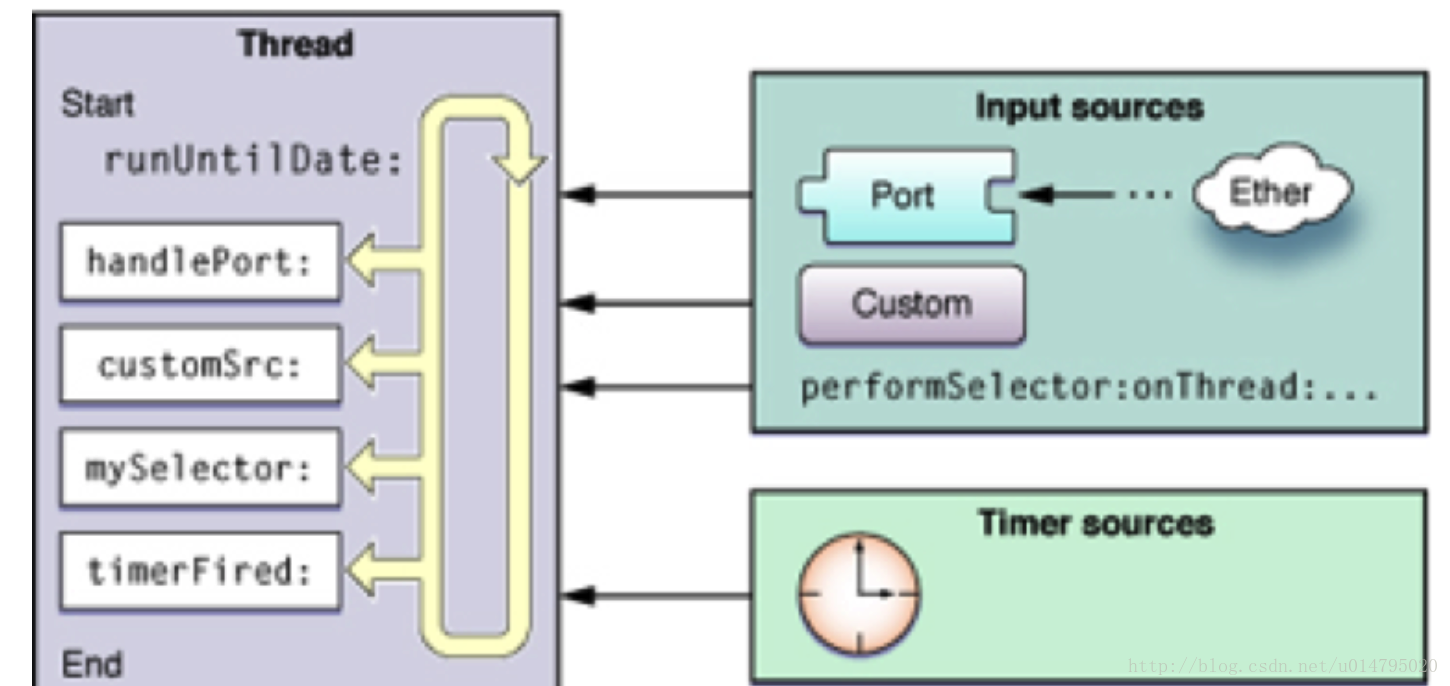 Thread
Start
runUntilDate:
handlePort:
customSrc:
mySelector:
timerFired:
End
Input sources
Port
...
Ether
Custom
performSelector:onThread:...
Timer sources
http://blog.csdn.net/u014795020